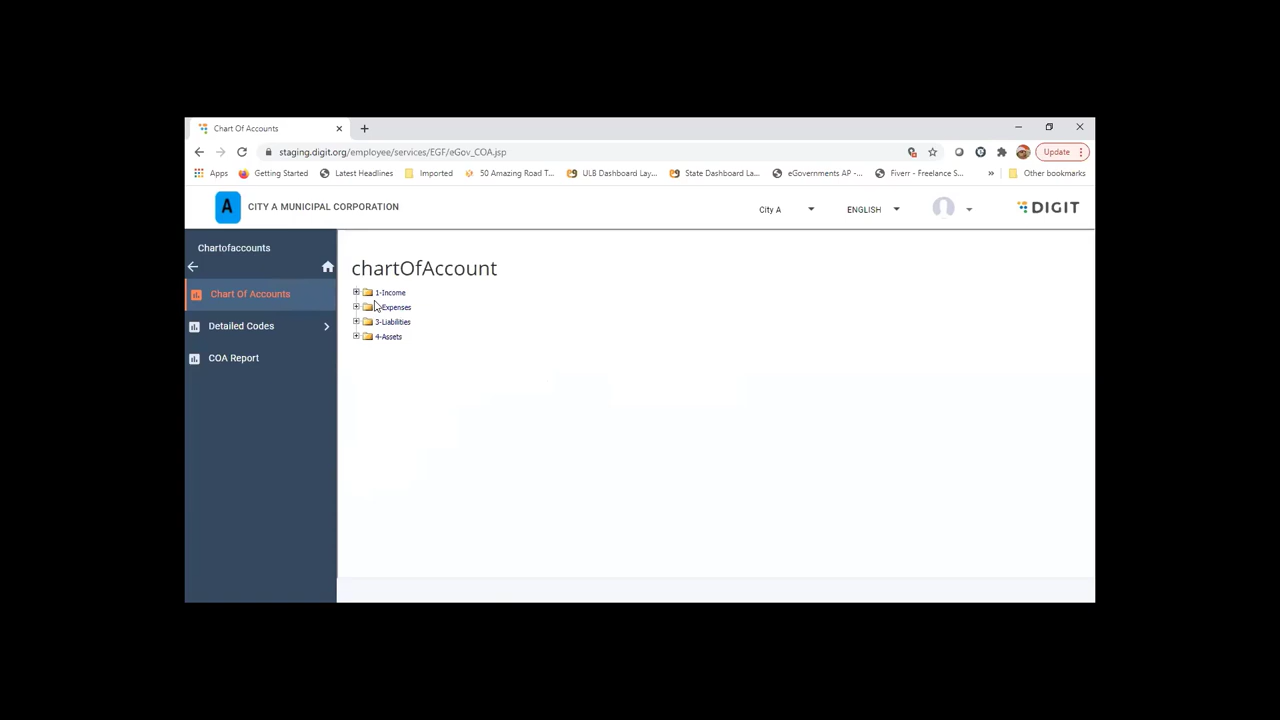 Chart Of Accounts
staging.digit.org/employee/services/EGF/eGov_COA.jsp
Update
Apps Getting Started Latest Headlines Imported 50 Amazing Road T... ULB Dashboard Lay... State Dashboard La... eGovernments AP -... Fiverr - Freelance S... » Other bookmarks
A CITY A MUNICIPAL CORPORATION City A ENGLISH DIGIT
Chartofaccounts
Chart Of Accounts
Detailed Codes
COA Report
chartOfAccount
1-Income
Expenses
3-Liabilities
4-Assets